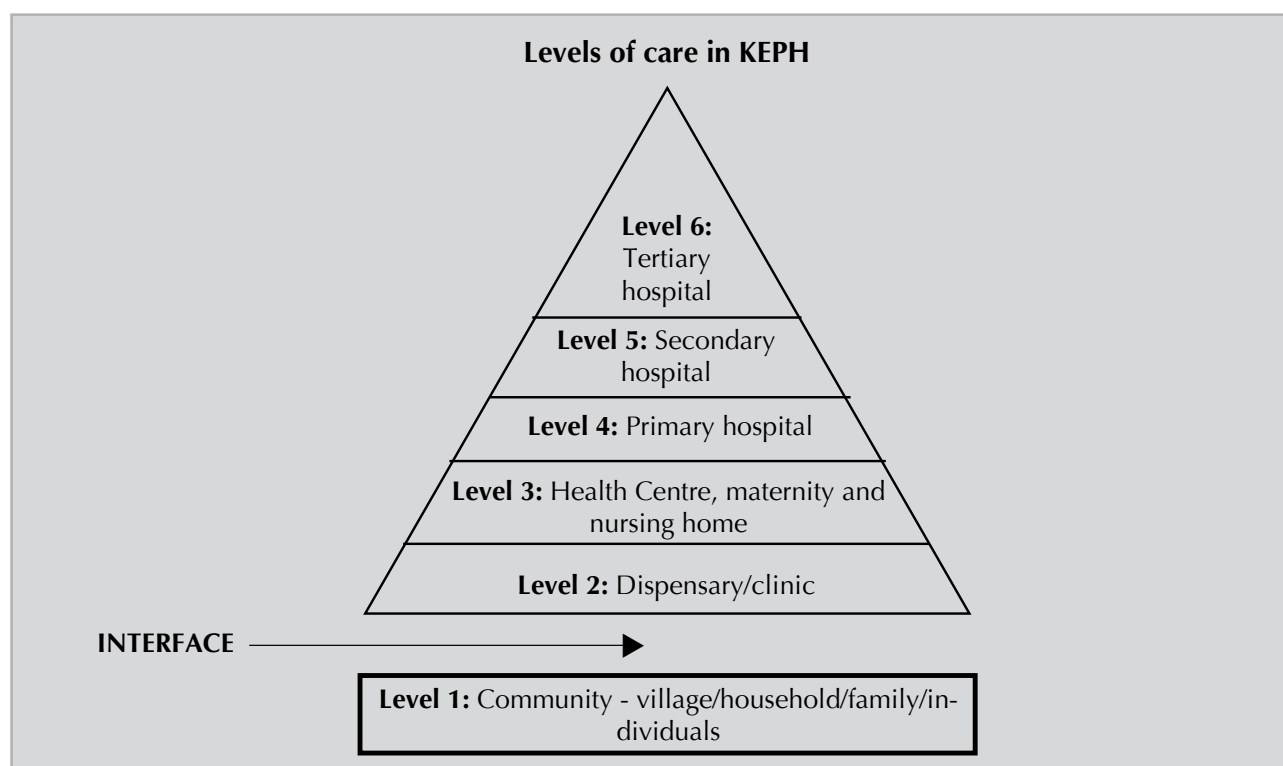 Levels of care in KEPH
Level 6:
Tertiary
hospital
Level 5: Secondary
hospital
Level 4: Primary hospital
Level 3: Health Centre, maternity and
nursing home
Level 2: Dispensary/clinic
INTERFACE
Level 1: Community - village/household/family/in-
dividuals